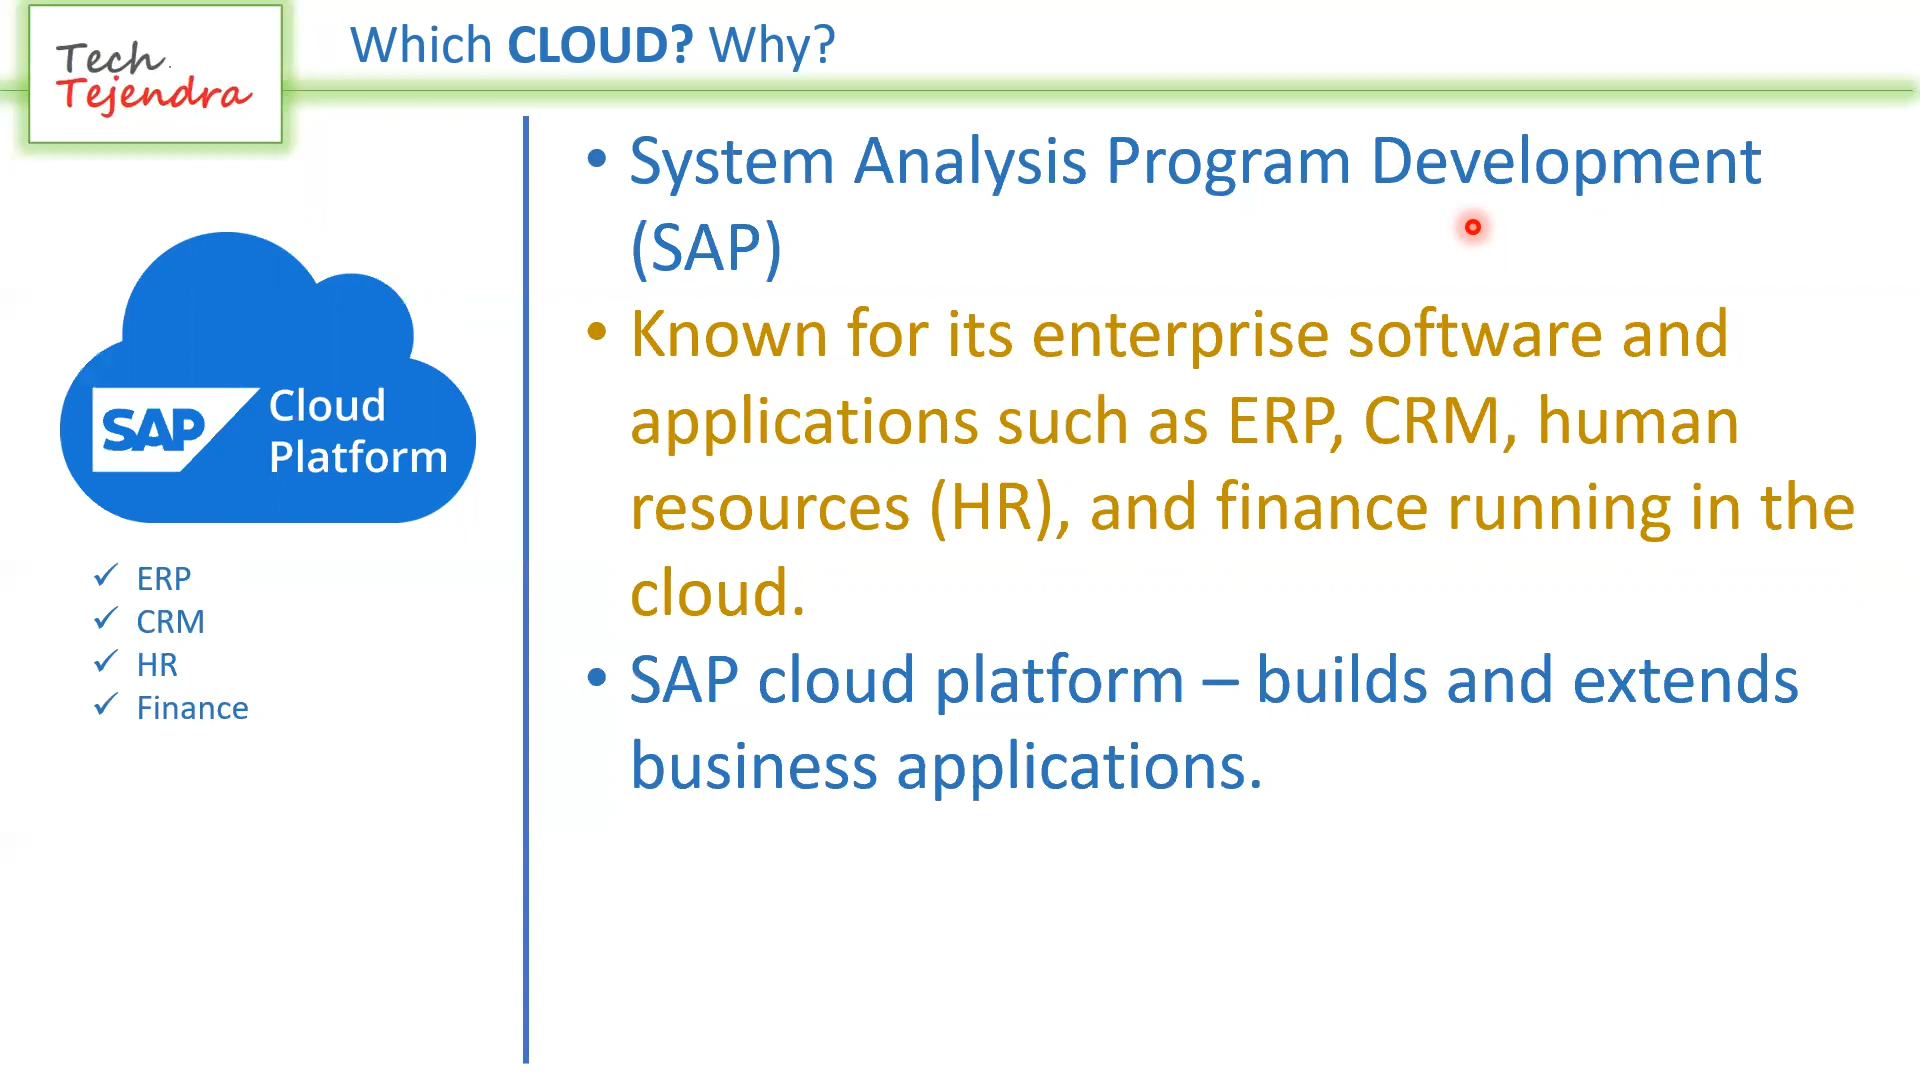 Tech
Tejendra
Which CLOUD? Why?
SAP Cloud
Platform
✓ ERP
✓ CRM
✓ HR
✓ Finance
• System Analysis Program Development
(SAP)
• Known for its enterprise software and
applications such as ERP, CRM, human
resources (HR), and finance running in the
cloud.
• SAP cloud platform – builds and extends
business applications.